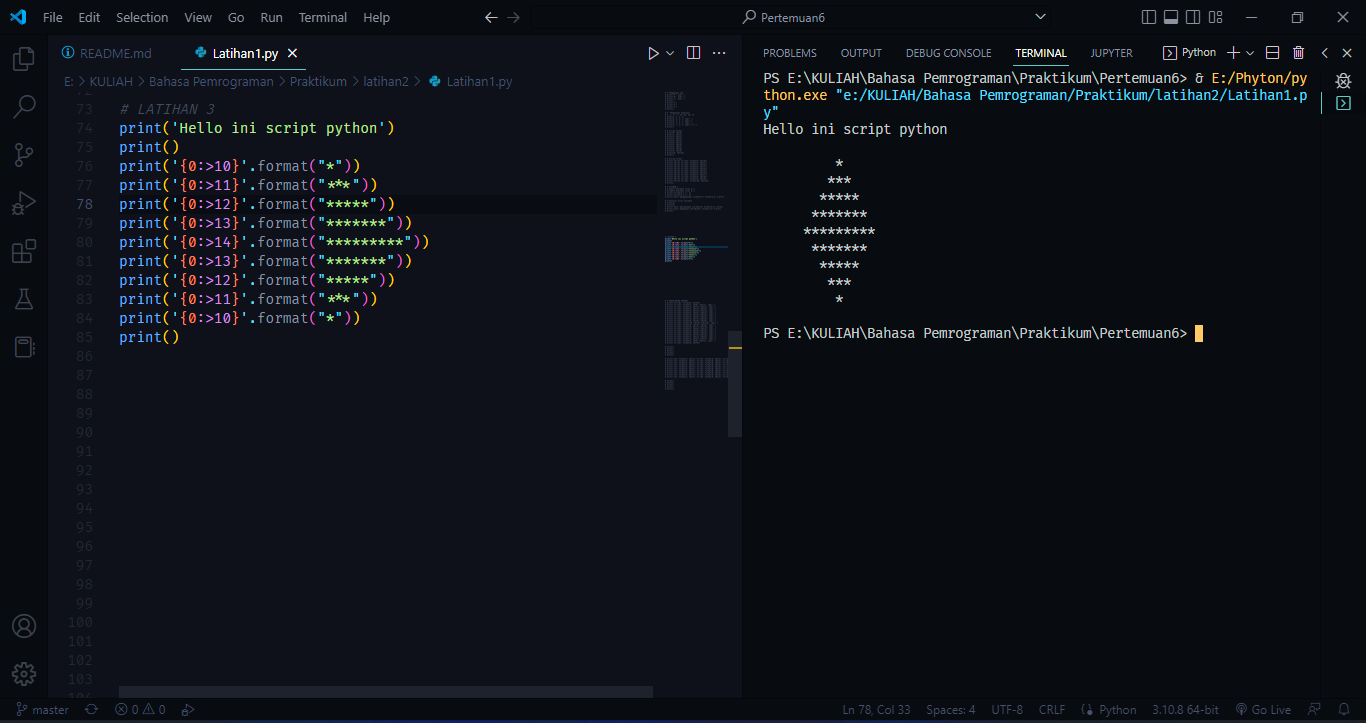 File Edit Selection View Go Run Terminal Help
Pertemuan6
README.md
Latihan1.py
E: > KULIAH > Bahasa Pemrograman > Praktikum > latihan2 > Latihan1.py
73 # LATIHAN 3
74 print('Hello ini script python')
75 print()
76 print('{0:>10}'.format("*"))
77 print('{0:>11}'.format("***"))
78 print('{0:>12}'.format("*****"))
79 print('{0:>13}'.format("*******"))
80 print('{0:>14}'.format("*********"))
81 print('{0:>13}'.format("*******"))
82 print('{0:>12}'.format("*****"))
83 print('{0:>11}'.format("***"))
84 print('{0:>10}'.format("*"))
85 print()
86
87
88
89
90
91
92
93
94
95
96
97
98
99
100
101
102
103
PROBLEMS OUTPUT DEBUG CONSOLE TERMINAL JUPYTER Python
PS E:\KULIAH\Bahasa Pemrograman\Praktikum\Pertemuan6> & E:/Phyton/py
thon.exe "e:/KULIAH/Bahasa Pemrograman/Praktikum/latihan2/Latihan1.p
y"
Hello ini script python
         *
        ***
       *****
      *******
     *********
      *******
       *****
        ***
         *
PS E:\KULIAH\Bahasa Pemrograman\Praktikum\Pertemuan6>
master 0 0 Ln 78, Col 33 Spaces: 4 UTF-8 CRLF Python 3.10.8 64-bit Go Live